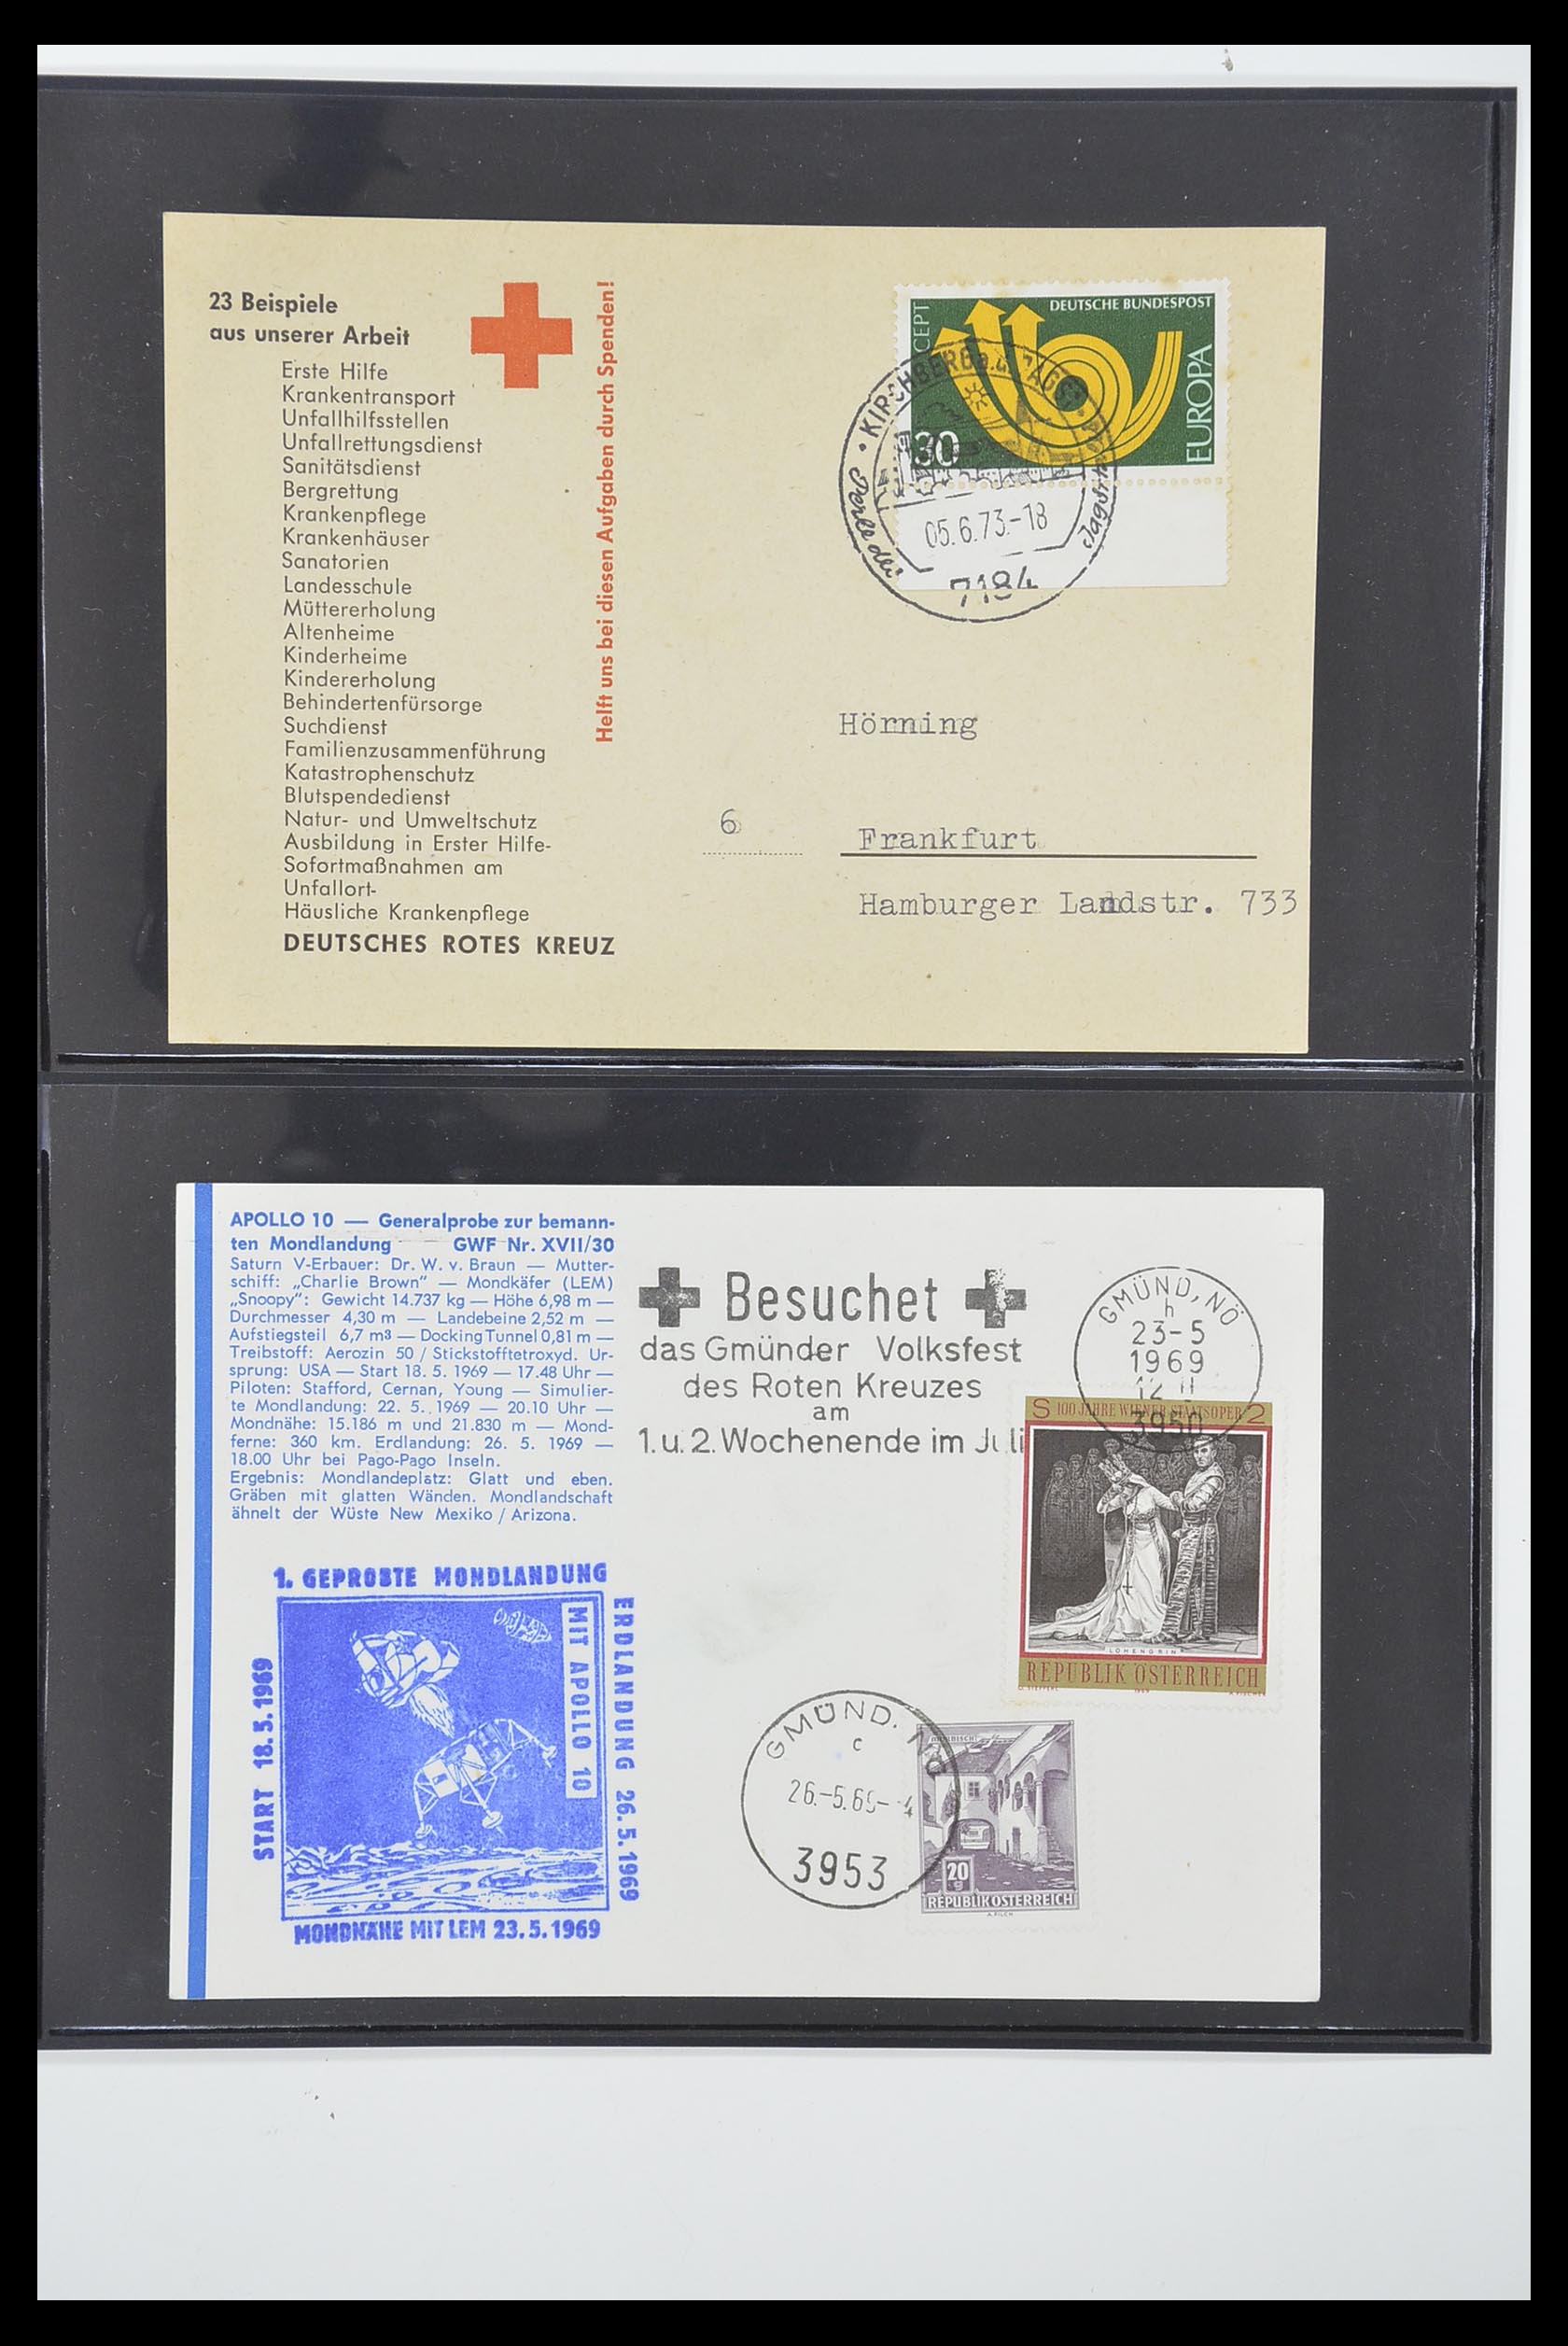 23 Beispiele
aus unserer Arbeit
Erste Hilfe
Krankentransport
Unfallhilfsstellen
Unfallrettungsdienst
Sanitätsdienst
Bergrettung
Krankenpflege
Krankenhäuser
Sanatorien
Landesschule
Müttererholung
Altenheime
Kinderheime
Kindererholung
Behindertenfürsorge
Suchdienst
Familienzusammenführung
Katastrophenschutz
Blutspendedienst
Natur- und Umweltschutz
Ausbildung in Erster Hilfe-
Sofortmaßnahmen am
Unfallort-
Häusliche Krankenpflege
DEUTSCHES ROTES KREUZ
Helft uns bei diesen Aufgaben durch Spenden!
DEUTSCHE BUNDESPOST
CEPT
EUROPA
30
KIRCHBERG a.d. JAGST
Perle des
Jagsttals
05.6.73.-18
7184
Hörning
6
Frankfurt
Hamburger Landstr. 733
APOLLO 10 — Generalprobe zur bemann-
ten Mondlandung GWF Nr. XVII/30
Saturn V-Erbauer: Dr. W. v. Braun — Mutter-
schiff: „Charlie Brown“ — Mondkäfer (LEM)
„Snoopy“: Gewicht 14.737 kg — Höhe 6,98 m —
Durchmesser 4,30 m — Landebeine 2,52 m —
Aufstiegsteil 6,7 m³ — Docking Tunnel 0,81 m —
Treibstoff: Aerozin 50 / Stickstofftetroxyd. Ur-
sprung: USA — Start 18. 5. 1969 — 17.48 Uhr —
Piloten: Stafford, Cernan, Young — Simulier-
te Mondlandung: 22. 5. 1969 — 20.10 Uhr —
Mondnähe: 15.186 m und 21.830 m — Mond-
ferne: 360 km. Erdlandung: 26. 5. 1969 —
18.00 Uhr bei Pago-Pago Inseln.
Ergebnis: Mondlandeplatz: Glatt und eben.
Gräben mit glatten Wänden. Mondlandschaft
ähnelt der Wüste New Mexiko / Arizona.
Besuchet
das Gmünder Volksfest
des Roten Kreuzes
am
1. u. 2. Wochenende im Juli
GMÜND, NÖ
h
23-5
1969
12
3950
S 100 JAHRE WIENER STAATSOPER 2
LOHENGRIN
REPUBLIK ÖSTERREICH
1969
1. GEPROBTE MONDLANDUNG
MIT APOLLO 10
ERDLANDUNG 26.5.1969
START 18.5.1969
MONDNÄHE MIT LEM 23.5.1969
GMÜND, NÖ
c
26.-5.69-
3953
20
g
REPUBLIK ÖSTERREICH
A. PILCH